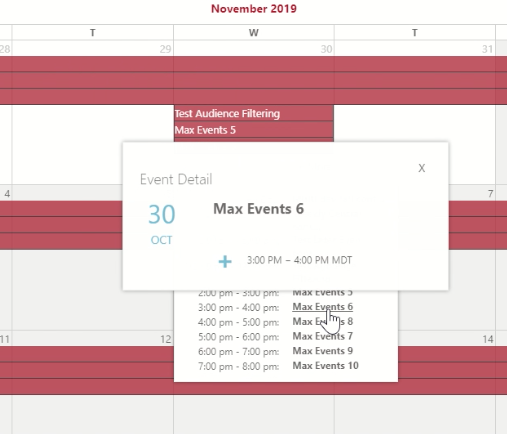 November 2019
T W T
28 29 30 31
Test Audience Filtering
Max Events 5
X
Event Detail
4 7
30 Max Events 6
OCT
+ 3:00 PM – 4:00 PM MDT
2:00 pm - 3:00 pm: Max Events 5
3:00 pm - 4:00 pm: Max Events 6
4:00 pm - 5:00 pm: Max Events 8
5:00 pm - 6:00 pm: Max Events 7
11 12 14
6:00 pm - 7:00 pm: Max Events 9
7:00 pm - 8:00 pm: Max Events 10